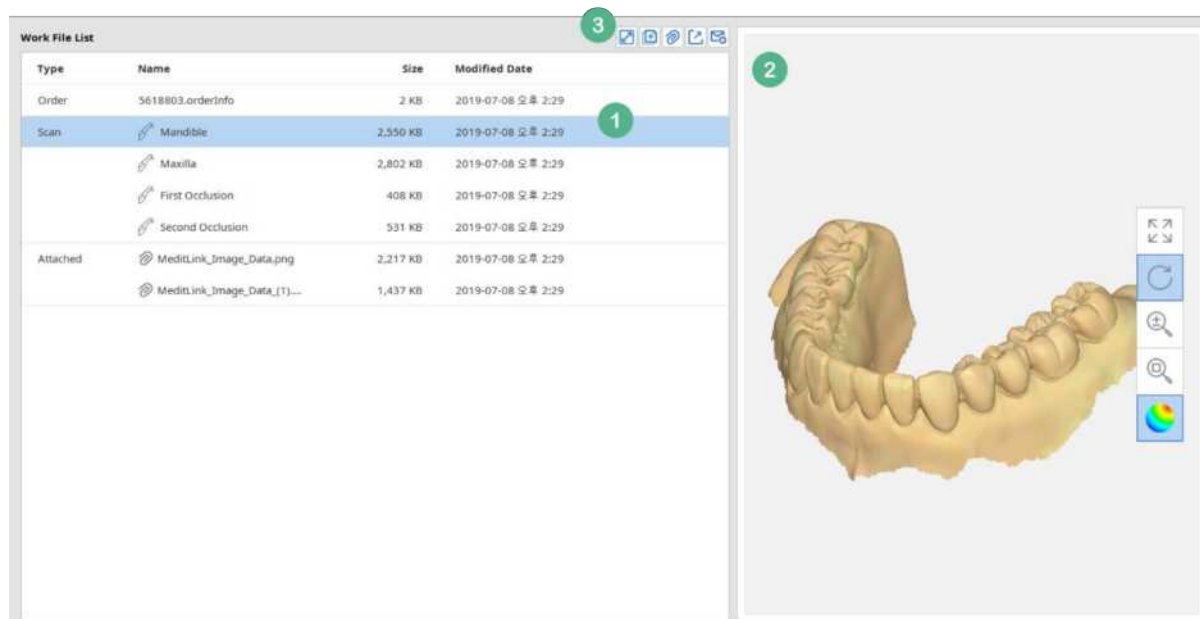 Work File List 3
Type Name Size Modified Date
Order 5618803.orderInfo 2 KB 2019-07-08 오후 2:29
Scan Mandible 2,550 KB 2019-07-08 오후 2:29 1
Maxilla 2,802 KB 2019-07-08 오후 2:29
First Occlusion 408 KB 2019-07-08 오후 2:29
Second Occlusion 531 KB 2019-07-08 오후 2:29
Attached MeditLink_Image_Data.png 2,217 KB 2019-07-08 오후 2:29
MeditLink_Image_Data_(1).... 1,437 KB 2019-07-08 오후 2:29
2